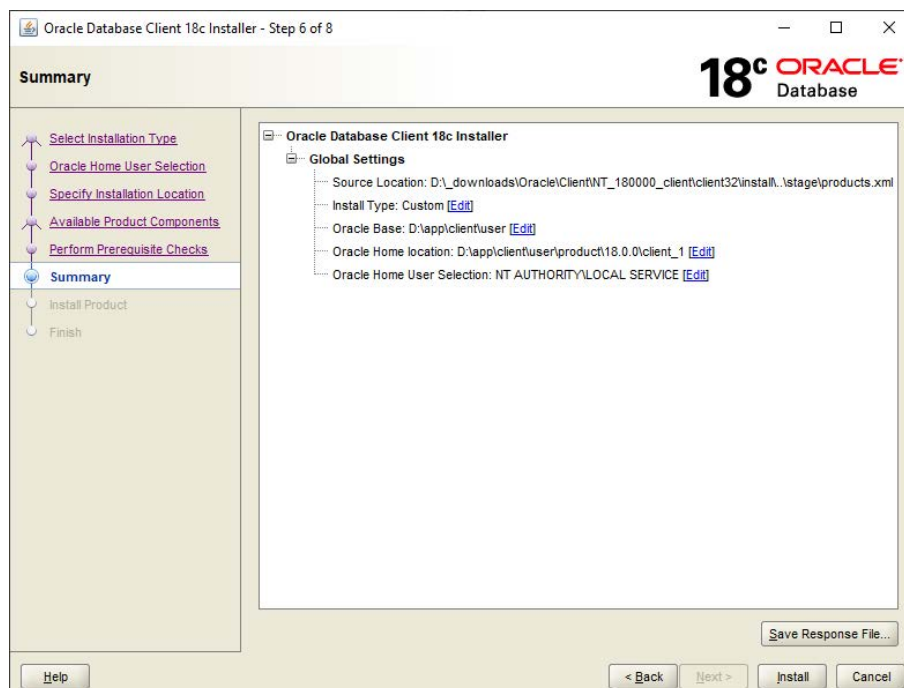 Oracle Database Client 18c Installer - Step 6 of 8
Summary
18c ORACLE
Database
Select Installation Type
Oracle Home User Selection
Specify Installation Location
Available Product Components
Perform Prerequisite Checks
Summary
Install Product
Finish
Oracle Database Client 18c Installer
Global Settings
Source Location: D:\_downloads\Oracle\Client\NT_180000_client\client32\install\..\stage\products.xml
Install Type: Custom [Edit]
Oracle Base: D:\app\client\user [Edit]
Oracle Home location: D:\app\client\user\product\18.0.0\client_1 [Edit]
Oracle Home User Selection: NT AUTHORITY\LOCAL SERVICE [Edit]
Save Response File...
Help
< Back
Next >
Install
Cancel